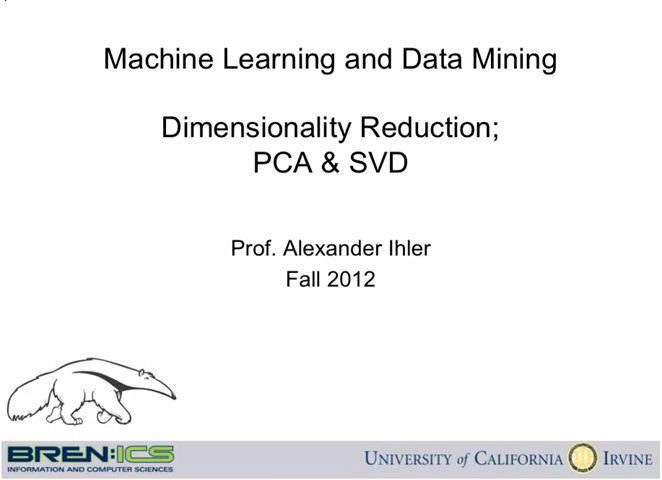 Machine Learning and Data Mining
Dimensionality Reduction;
PCA & SVD
Prof. Alexander Ihler
Fall 2012
BREN:ICS
INFORMATION AND COMPUTER SCIENCES
UNIVERSITY of CALIFORNIA IRVINE